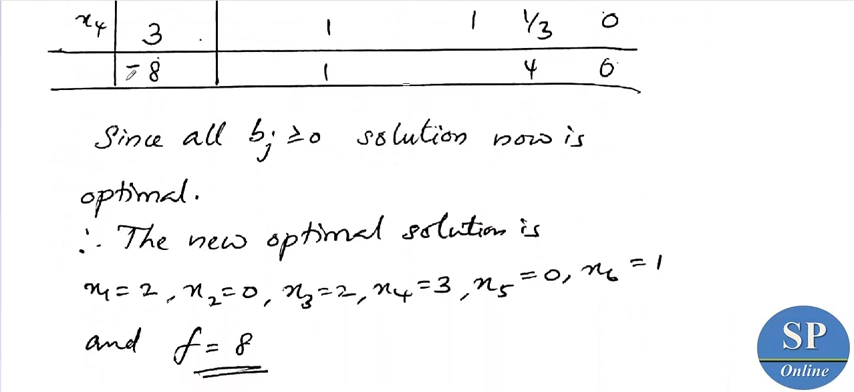 x₄ 3 1 1 1/3 0
-8 1 4 0
Since all bⱼ ≥0 solution now is
optimal.
∴ The new optimal solution is
x₁ = 2, x₂ = 0, x₃ = 2, x₄ = 3, x₅ = 0, x₆ = 1
and f = 8
SP
Online